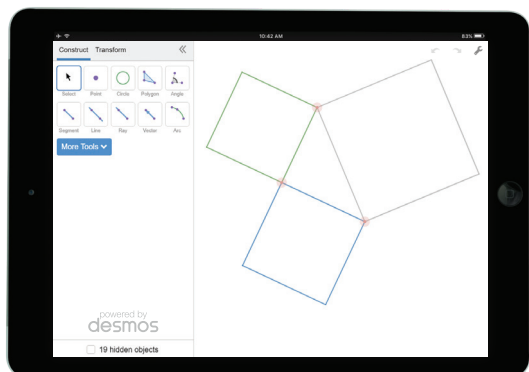 10:42 AM
83%
Construct Transform
Select Point Circle Polygon Angle
Segment Line Ray Vector Arc
More Tools
powered by
desmos
19 hidden objects